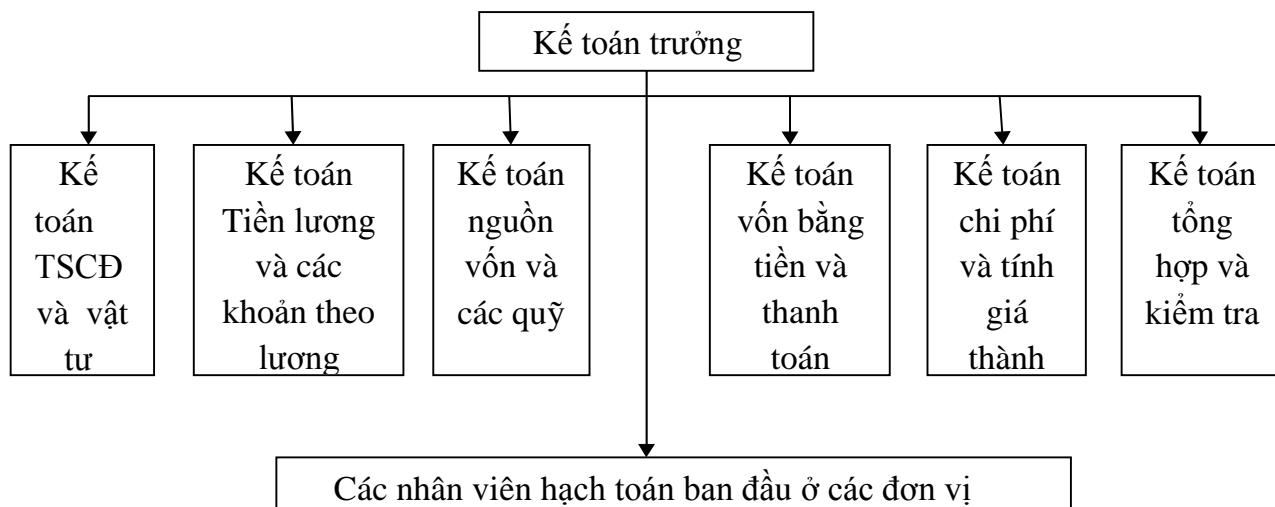 Kế toán trưởng
Kế
toán
TSCĐ
và vật
tư
Kế toán
Tiền lương
và các
khoản theo
lương
Kế toán
nguồn
vốn và
các quỹ
Kế toán
vốn bằng
tiền và
thanh
toán
Kế toán
chi phí
và tính
giá
thành
Kế toán
tổng
hợp và
kiểm tra
Các nhân viên hạch toán ban đầu ở các đơn vị